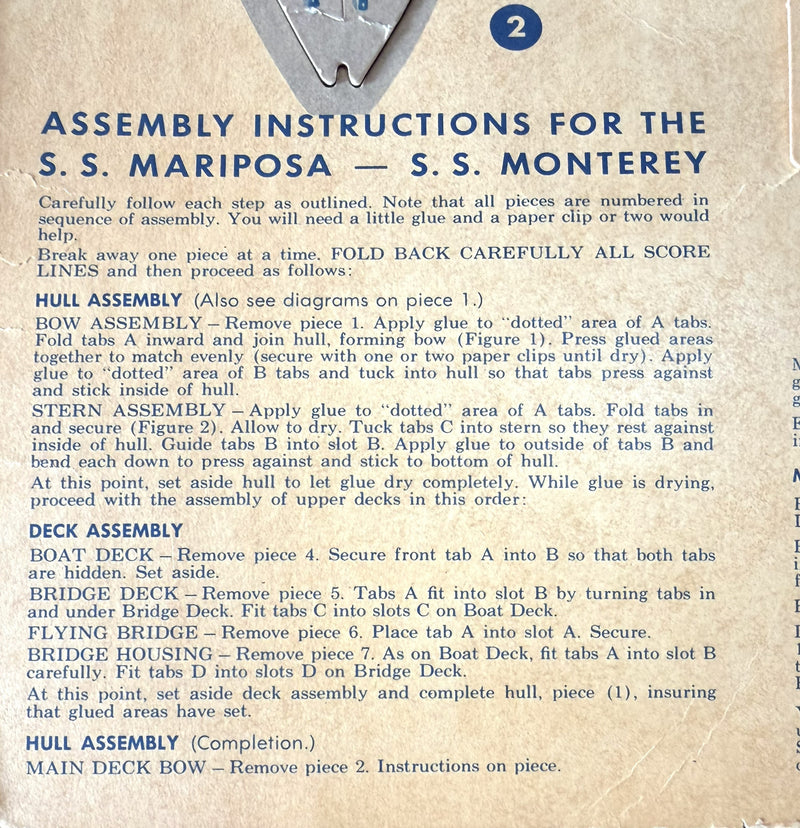 2
ASSEMBLY INSTRUCTIONS FOR THE
S. S. MARIPOSA — S. S. MONTEREY
Carefully follow each step as outlined. Note that all pieces are numbered in
sequence of assembly. You will need a little glue and a paper clip or two would
help.
Break away one piece at a time. FOLD BACK CAREFULLY ALL SCORE
LINES and then proceed as follows:
HULL ASSEMBLY (Also see diagrams on piece 1.)
BOW ASSEMBLY – Remove piece 1. Apply glue to “dotted” area of A tabs.
Fold tabs A inward and join hull, forming bow (Figure 1). Press glued areas
together to match evenly (secure with one or two paper clips until dry). Apply
glue to “dotted” area of B tabs and tuck into hull so that tabs press against
and stick inside of hull.
STERN ASSEMBLY – Apply glue to “dotted” area of A tabs. Fold tabs in
and secure (Figure 2). Allow to dry. Tuck tabs C into stern so they rest against
inside of hull. Guide tabs B into slot B. Apply glue to outside of tabs B and
bend each down to press against and stick to bottom of hull.
At this point, set aside hull to let glue dry completely. While glue is drying,
proceed with the assembly of upper decks in this order:
DECK ASSEMBLY
BOAT DECK – Remove piece 4. Secure front tab A into B so that both tabs
are hidden. Set aside.
BRIDGE DECK – Remove piece 5. Tabs A fit into slot B by turning tabs in
and under Bridge Deck. Fit tabs C into slots C on Boat Deck.
FLYING BRIDGE – Remove piece 6. Place tab A into slot A. Secure.
BRIDGE HOUSING – Remove piece 7. As on Boat Deck, fit tabs A into slot B
carefully. Fit tabs D into slots D on Bridge Deck.
At this point, set aside deck assembly and complete hull, piece (1), insuring
that glued areas have set.
HULL ASSEMBLY (Completion.)
MAIN DECK BOW – Remove piece 2. Instructions on piece.